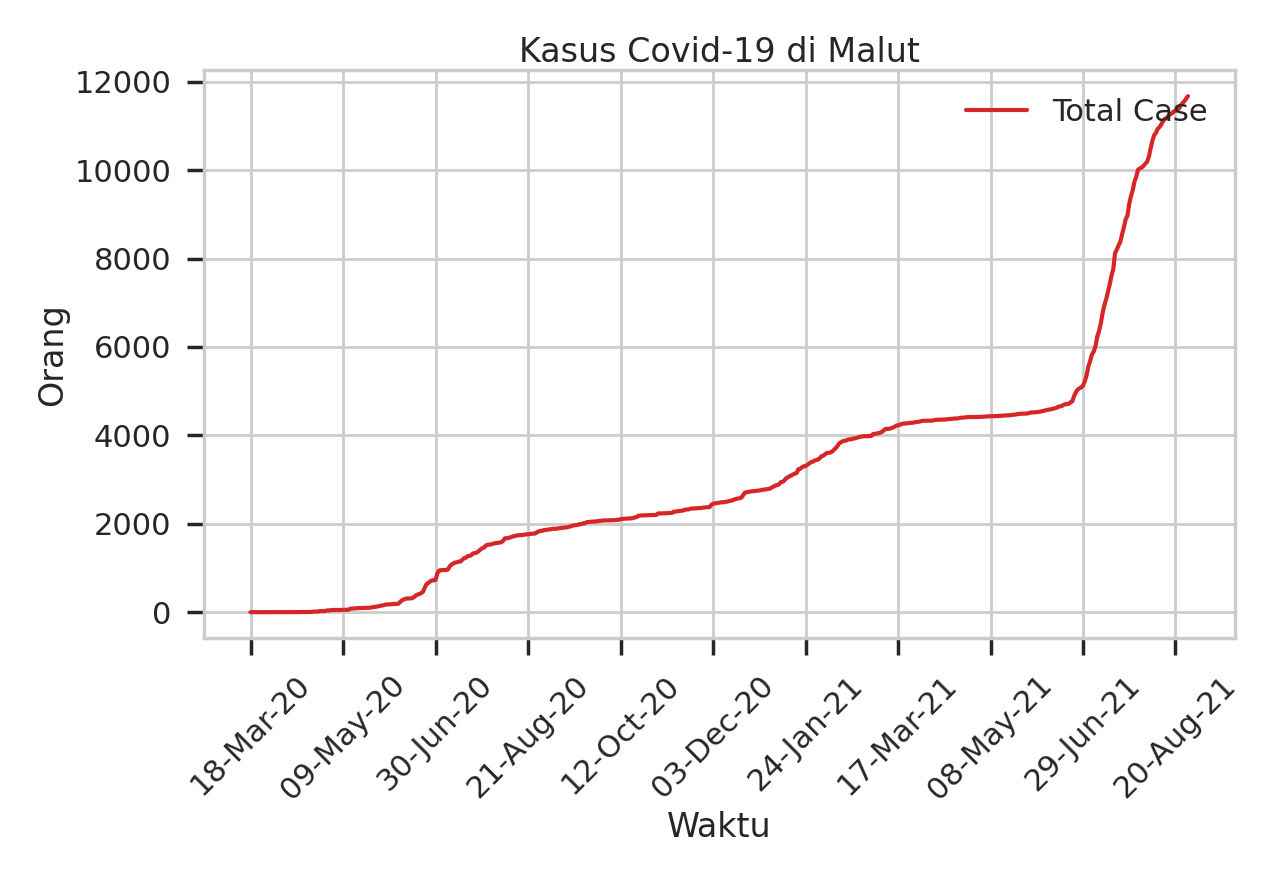 Kasus Covid-19 di Malut
Total Case
12000
10000
8000
6000
4000
2000
0
Orang
18-Mar-20
09-May-20
30-Jun-20
21-Aug-20
12-Oct-20
03-Dec-20
24-Jan-21
17-Mar-21
08-May-21
29-Jun-21
20-Aug-21
Waktu